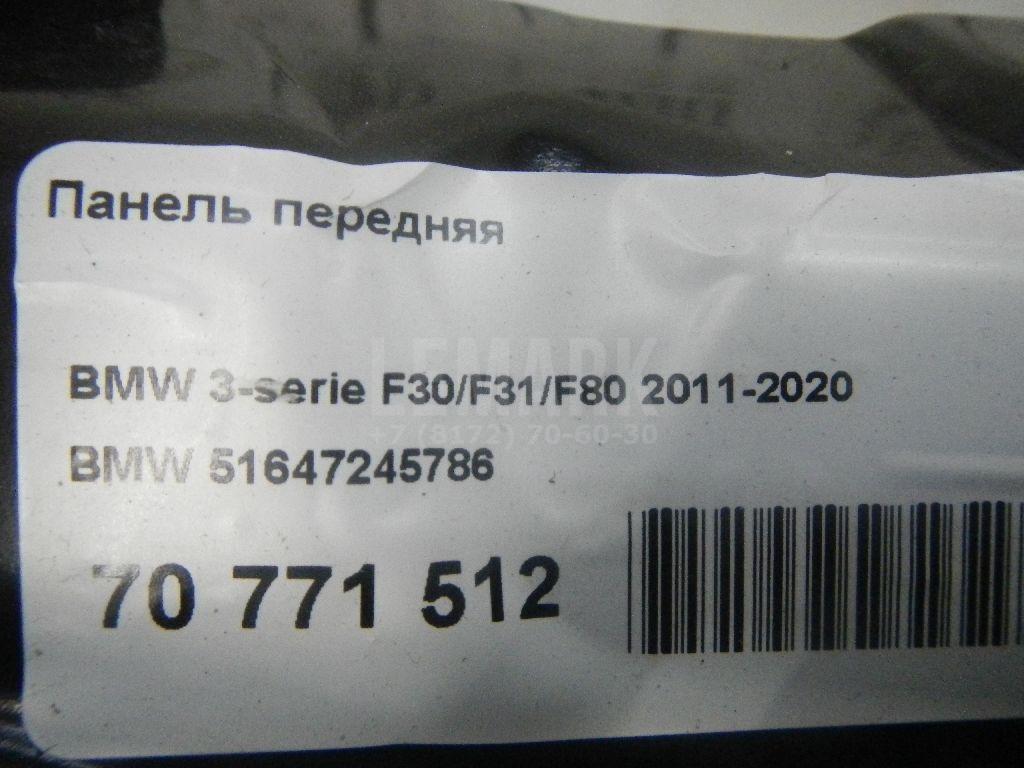 Панель передняя
LEMARK
BMW 3-serie F30/F31/F80 2011-2020
+7 (8172) 70-60-30
BMW 51647245786
70 771 512